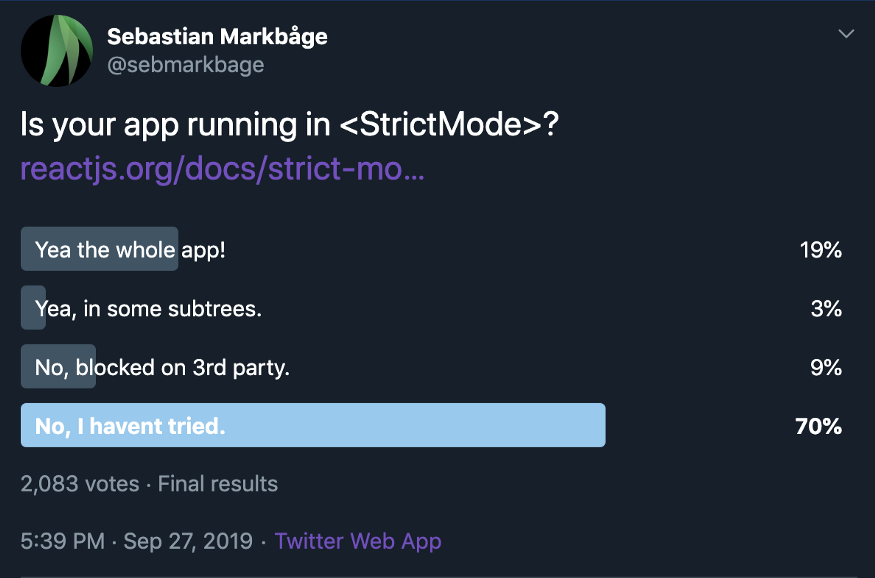 Sebastian Markbåge
@sebmarkbage
Is your app running in <StrictMode>?
reactjs.org/docs/strict-mo...
Yea the whole app! 19%
Yea, in some subtrees. 3%
No, blocked on 3rd party. 9%
No, I havent tried. 70%
2,083 votes · Final results
5:39 PM · Sep 27, 2019 · Twitter Web App